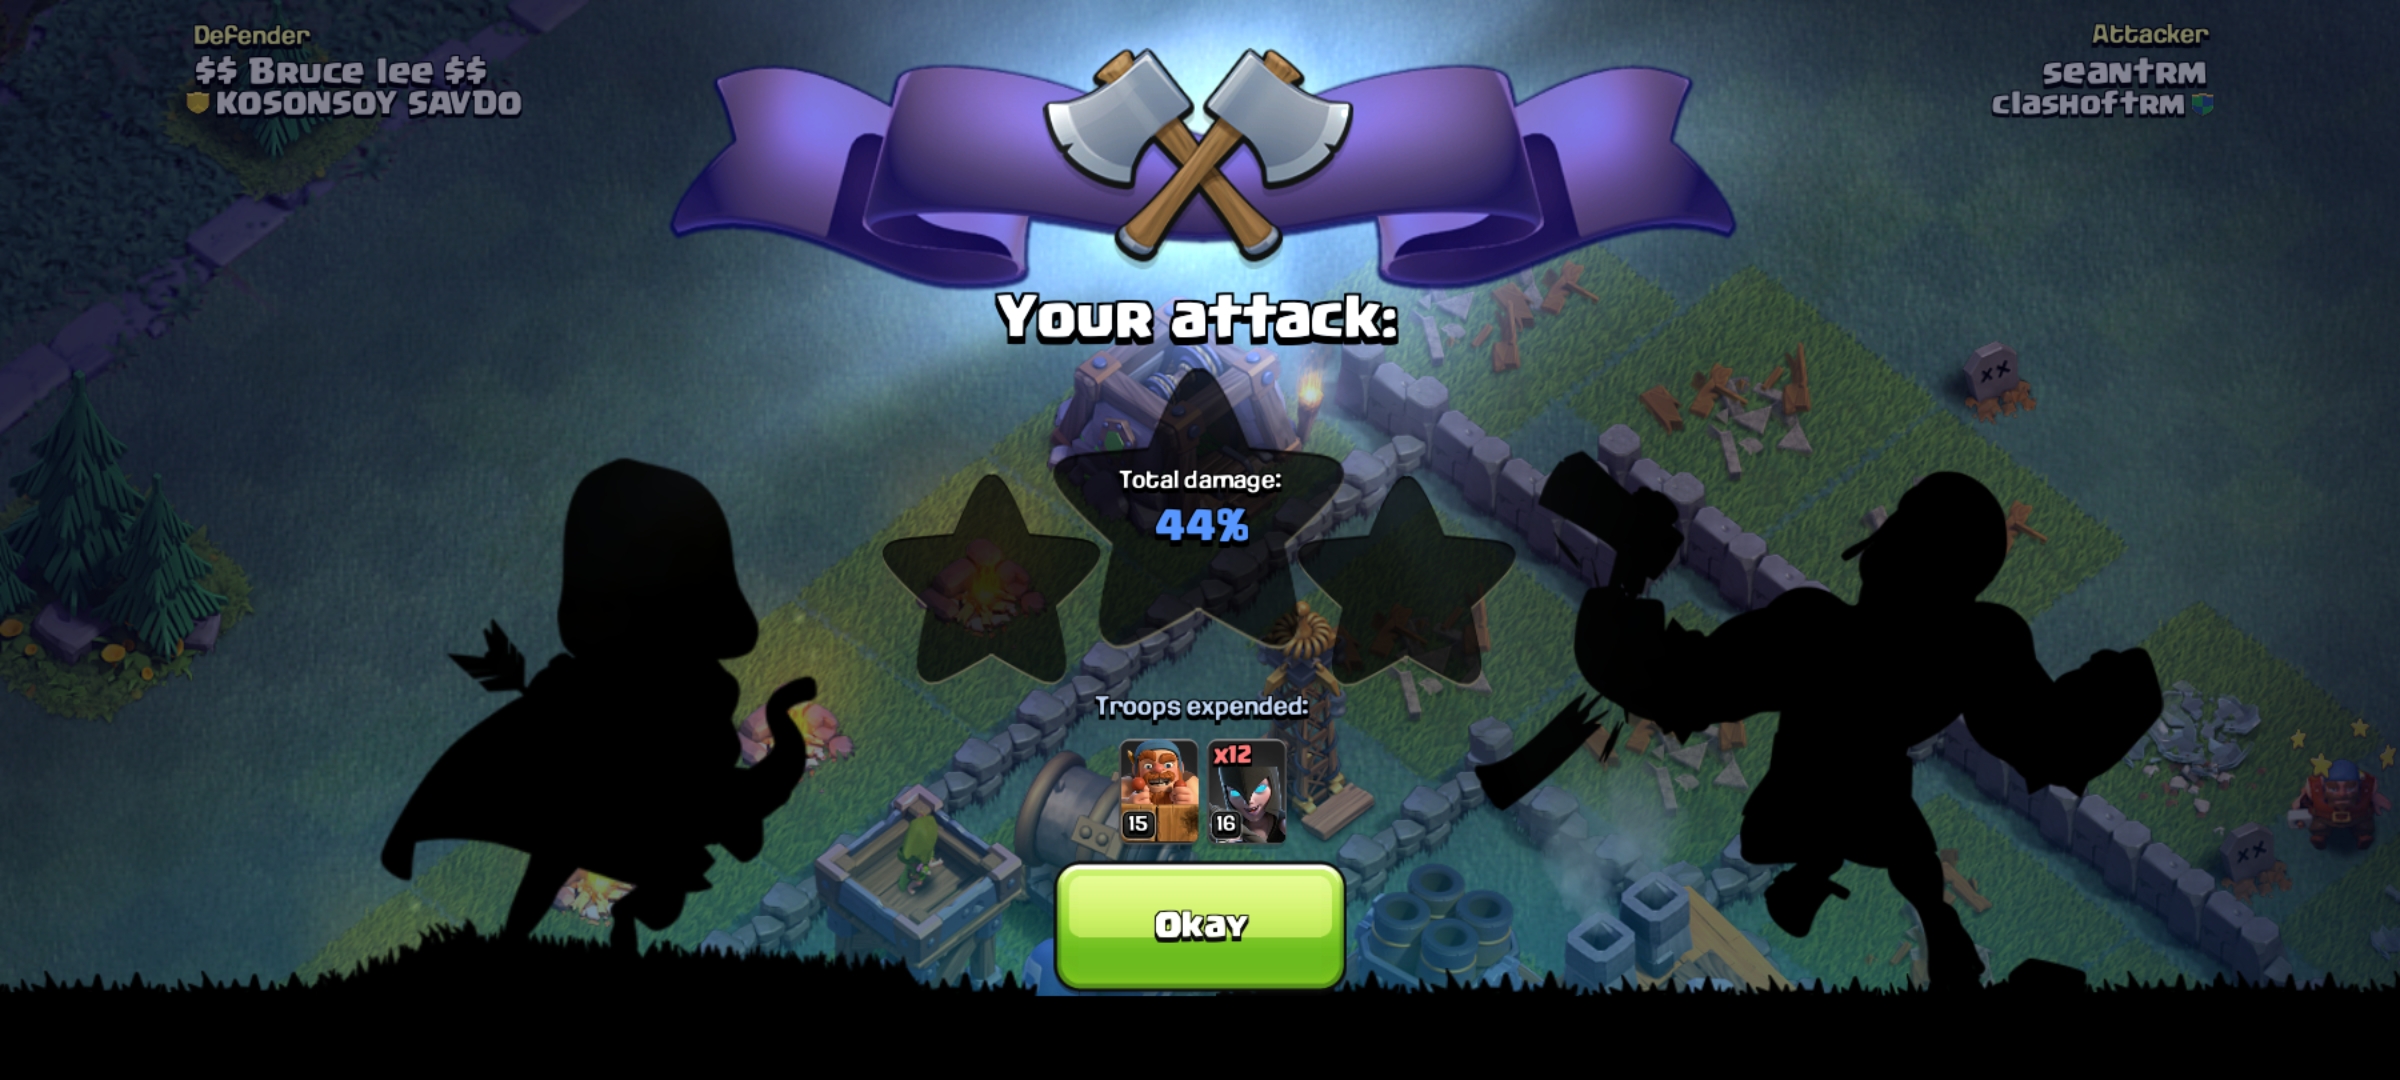 Defender
$$ Bruce lee $$
KOSONSOY SAVDO
Attacker
seantRM
clashoftRM
Your attack:
Total damage:
44%
Troops expended:
x12
15
16
Okay